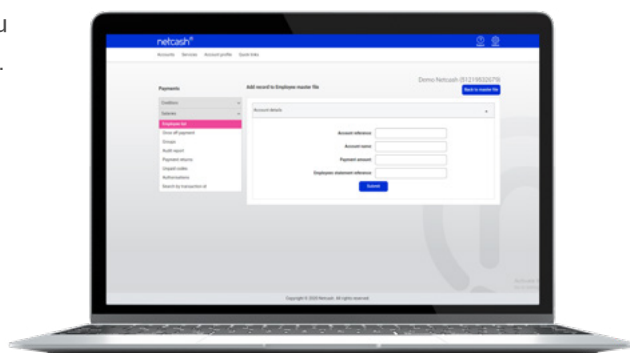 u
.
netcash
Accounts Services Account profile Quick links
Demo Netcash
Payments
Add record to Employee master file
Back to master file
Creditors
Salaries
Account details
Employee list
Once off payment
Groups
Audit report
Payment returns
Unpaid codes
Authorisations
Search by transaction id
Account reference:
Account name:
Payment amount:
Employees statement reference:
Submit
Copyright © 2020 Netcash. All rights reserved.